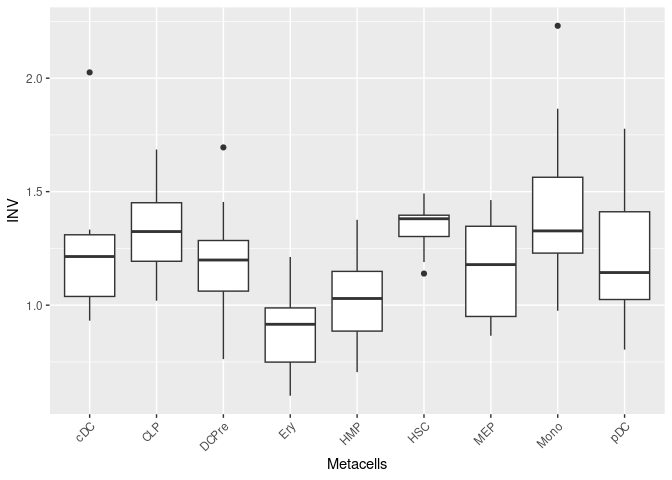 2.0
1.5
1.0
INV
cDC
CLP
DCPre
Ery
HMP
HSC
MEP
Mono
pDC
Metacells